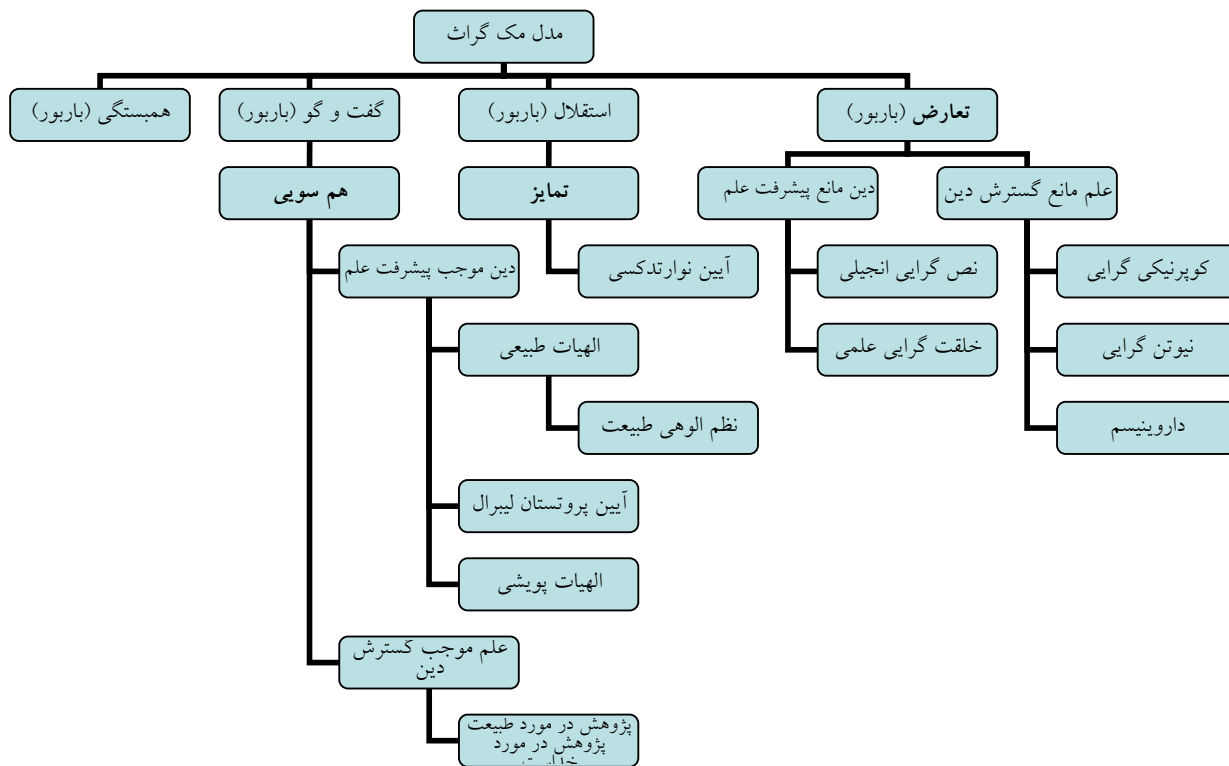 مدل مک گراث
تعارض (باربور)
استقلال (باربور)
گفت و گو (باربور)
همبستگی (باربور)
علم مانع گسترش دین
دین مانع پیشرفت علم
تمایز
هم سویی
کوپرنیکی گرایی
نص گرایی انجیلی
آیین نوارتدکسی
دین موجب پیشرفت علم
نیوتن گرایی
خلقت گرایی علمی
الهیات طبیعی
داروینیسم
نظم الوهی طبیعت
آیین پروتستان لیبرال
الهیات پویشی
علم موجب گسترش
دین
پژوهش در مورد طبیعت
پژوهش در مورد